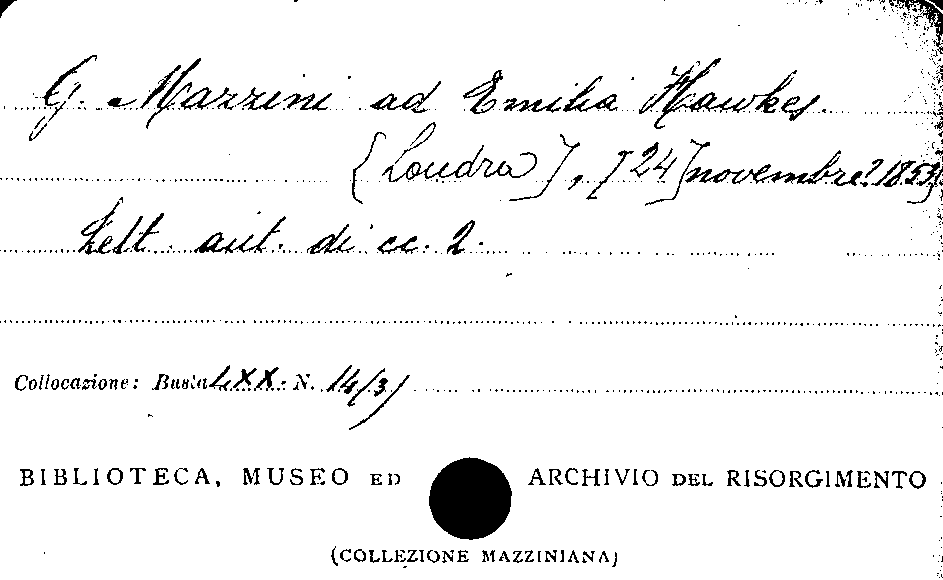 G. Mazzini ad Emilia Hawkes.
[Londra], [24] novembre? 1853]
Lett. aut. di cc. 2.
Collocazione: Busta LXX. N. 14/3)
BIBLIOTECA, MUSEO ED ARCHIVIO DEL RISORGIMENTO
(COLLEZIONE MAZZINIANA)